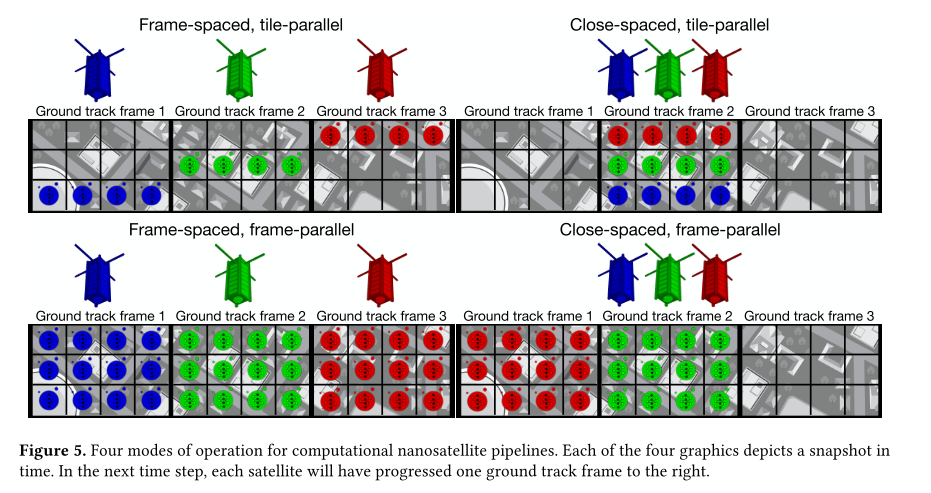 Frame-spaced, tile-parallel
Close-spaced, tile-parallel
Ground track frame 1 Ground track frame 2 Ground track frame 3
Ground track frame 1 Ground track frame 2 Ground track frame 3
Frame-spaced, frame-parallel
Close-spaced, frame-parallel
Ground track frame 1 Ground track frame 2 Ground track frame 3
Ground track frame 1 Ground track frame 2 Ground track frame 3
Figure 5. Four modes of operation for computational nanosatellite pipelines. Each of the four graphics depicts a snapshot in
time. In the next time step, each satellite will have progressed one ground track frame to the right.